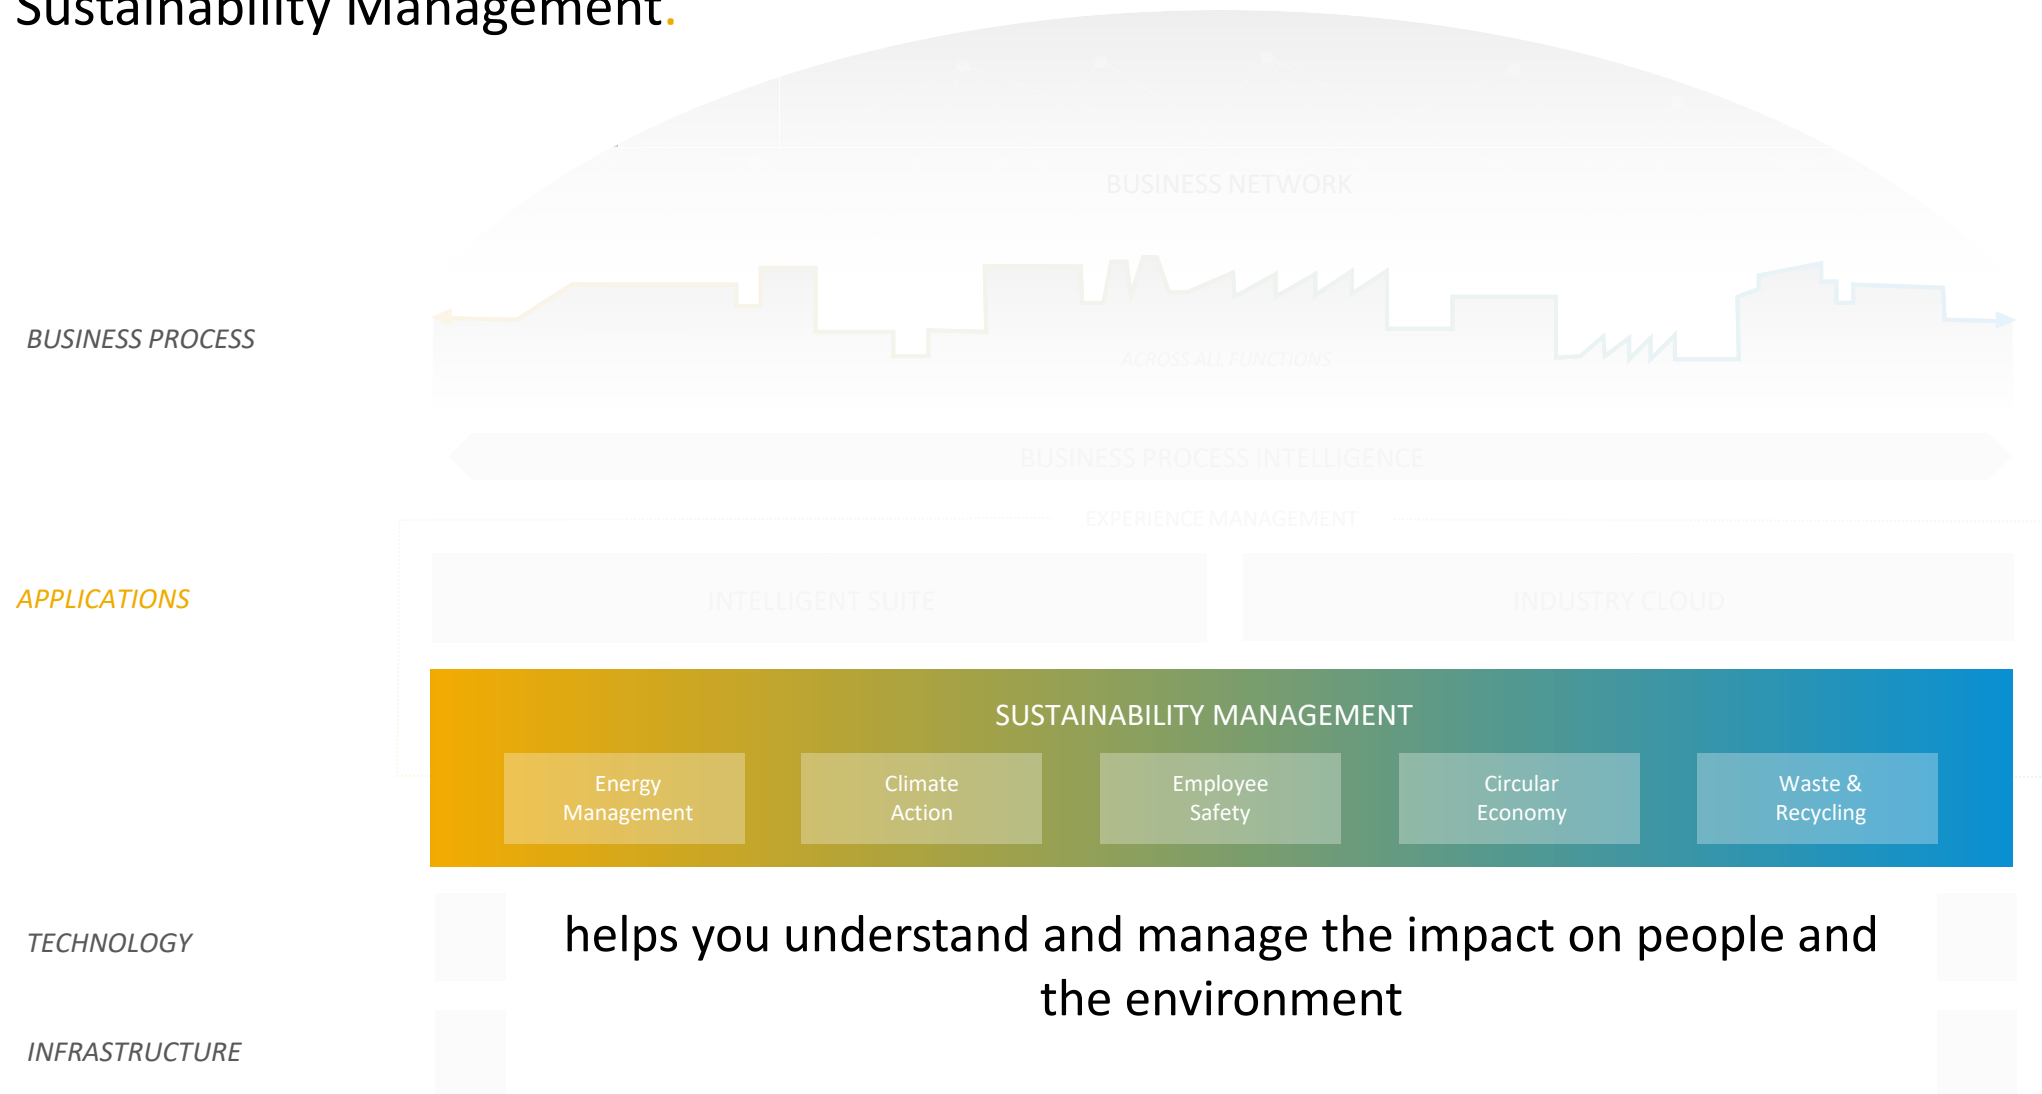 Sustainability Management.
BUSINESS NETWORK
BUSINESS PROCESS
ACROSS ALL FUNCTIONS
BUSINESS PROCESS INTELLIGENCE
EXPERIENCE MANAGEMENT
APPLICATIONS
INTELLIGENT SUITE
INDUSTRY CLOUD
SUSTAINABILITY MANAGEMENT
Energy
Management
Climate
Action
Employee
Safety
Circular
Economy
Waste &
Recycling
TECHNOLOGY
helps you understand and manage the impact on people and
the environment
INFRASTRUCTURE